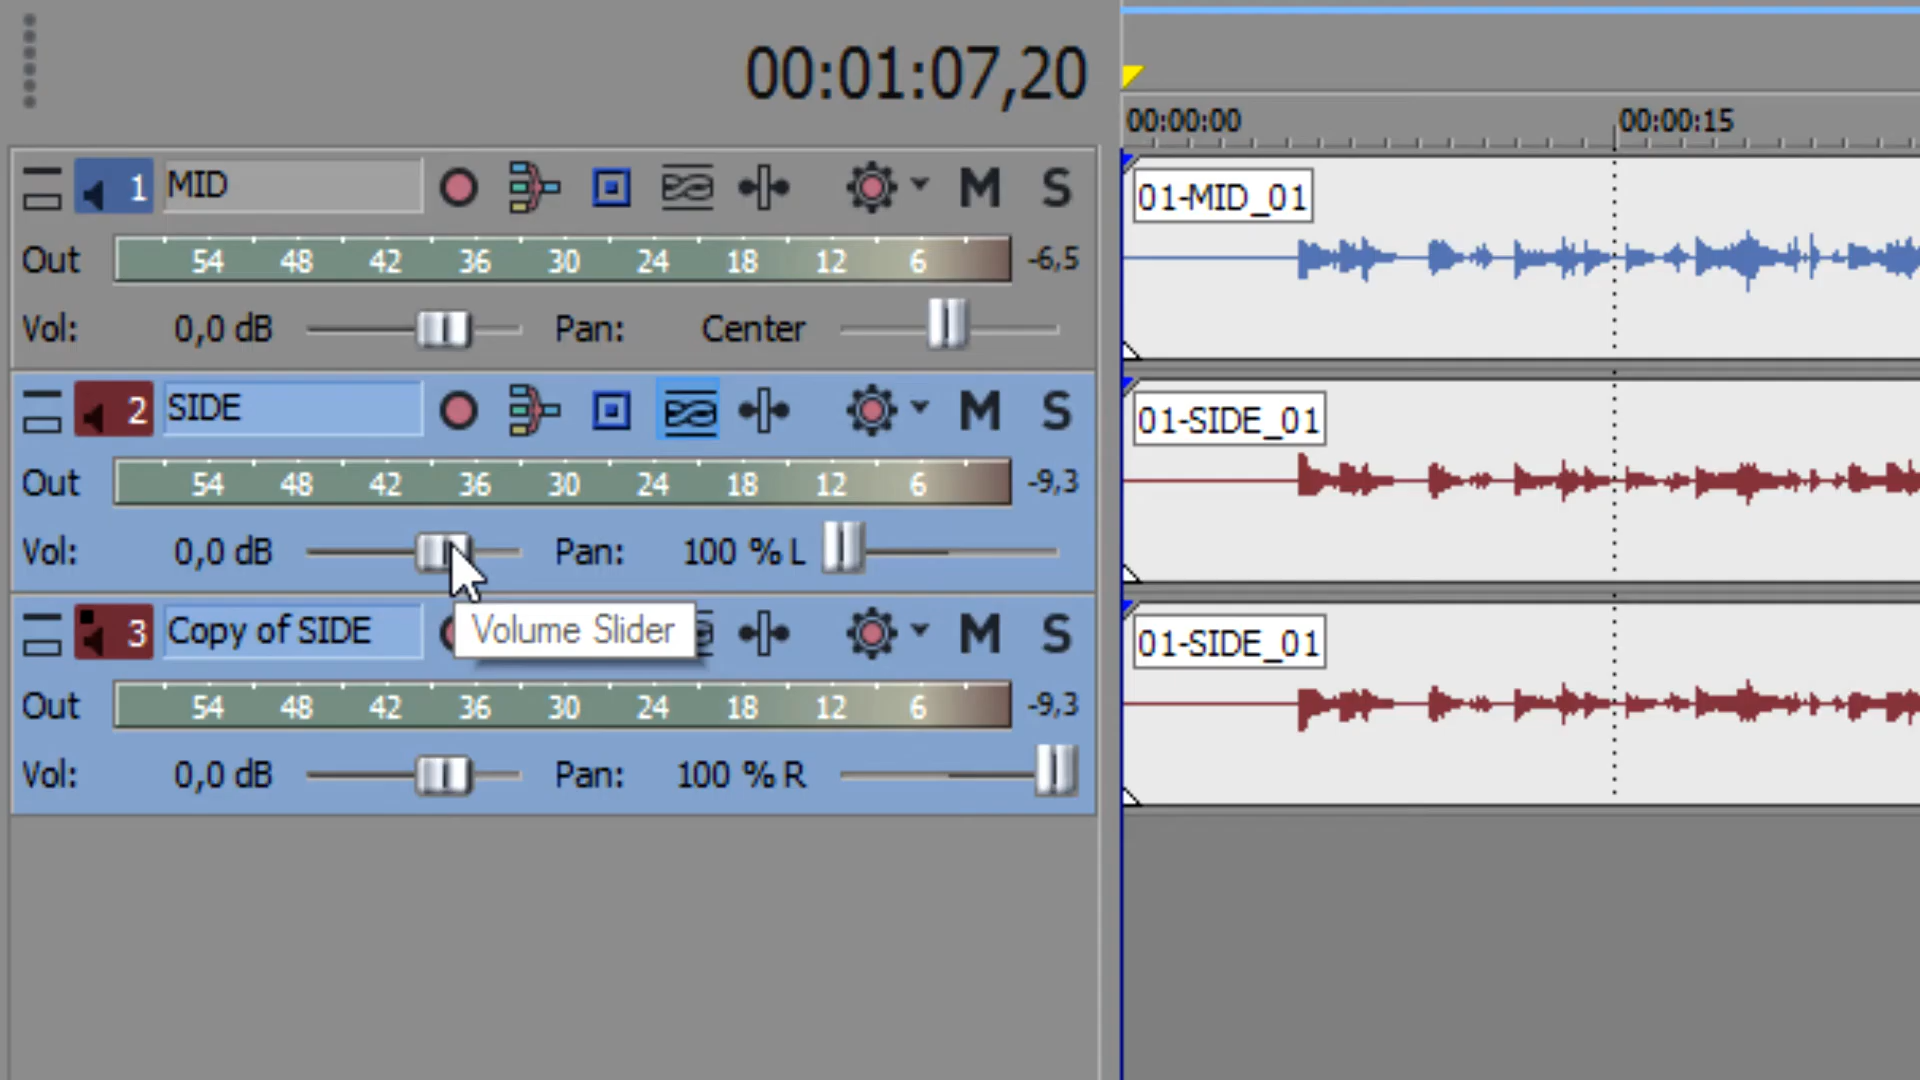 00:01:07,20
00:00:00 00:00:15
1 MID M S
01-MID_01
Out 54 48 42 36 30 24 18 12 6 -6,5
Vol: 0,0 dB Pan: Center
2 SIDE M S
01-SIDE_01
Out 54 48 42 36 30 24 18 12 6 -9,3
Vol: 0,0 dB Pan: 100 % L
3 Copy of SIDE Volume Slider M S
01-SIDE_01
Out 54 48 42 36 30 24 18 12 6 -9,3
Vol: 0,0 dB Pan: 100 % R